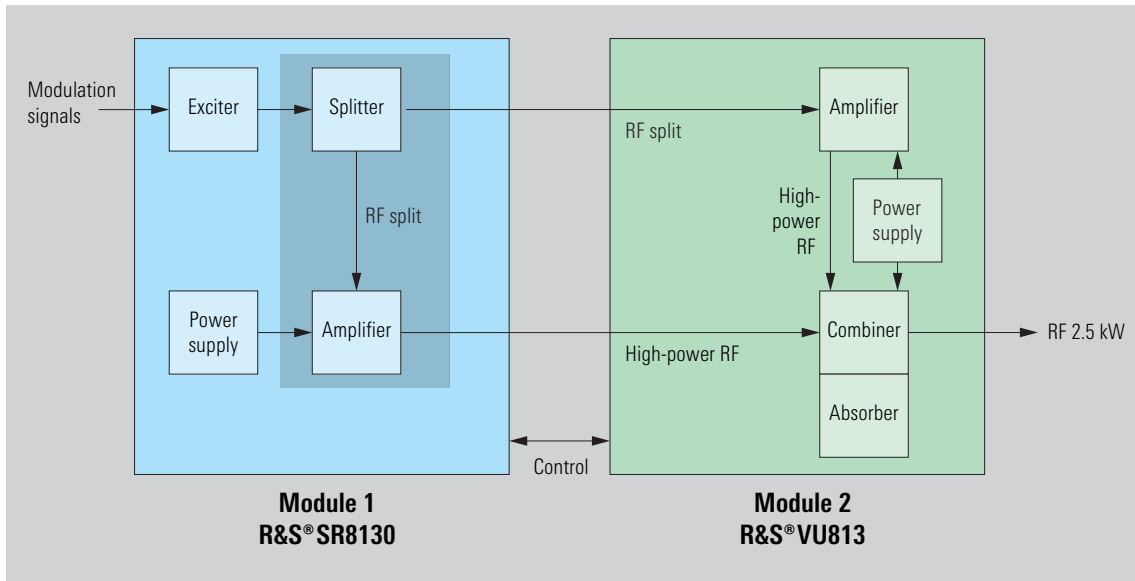 Modulation
signals
Exciter
Splitter
RF split
Power
supply
Amplifier
RF split
High-power RF
Control
Amplifier
High-
power
RF
Power
supply
Combiner
Absorber
RF 2.5 kW
Module 1
R&S®SR8130
Module 2
R&S®VU813